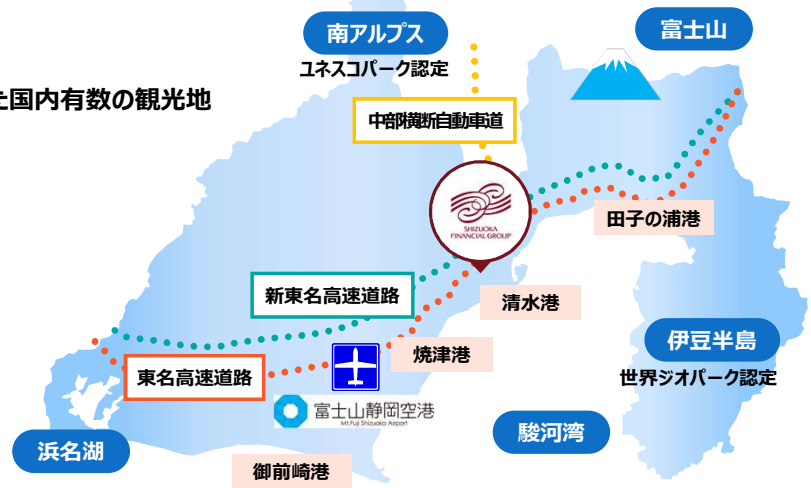 南アルプス
ユネスコパーク認定
富士山
た国内有数の観光地
中部横断自動車道
SHIZUOKA
FINANCIAL GROUP
田子の浦港
新東名高速道路
清水港
伊豆半島
世界ジオパーク認定
焼津港
東名高速道路
富士山静岡空港
Mt.Fuji Shizuoka Airport
駿河湾
浜名湖
御前崎港